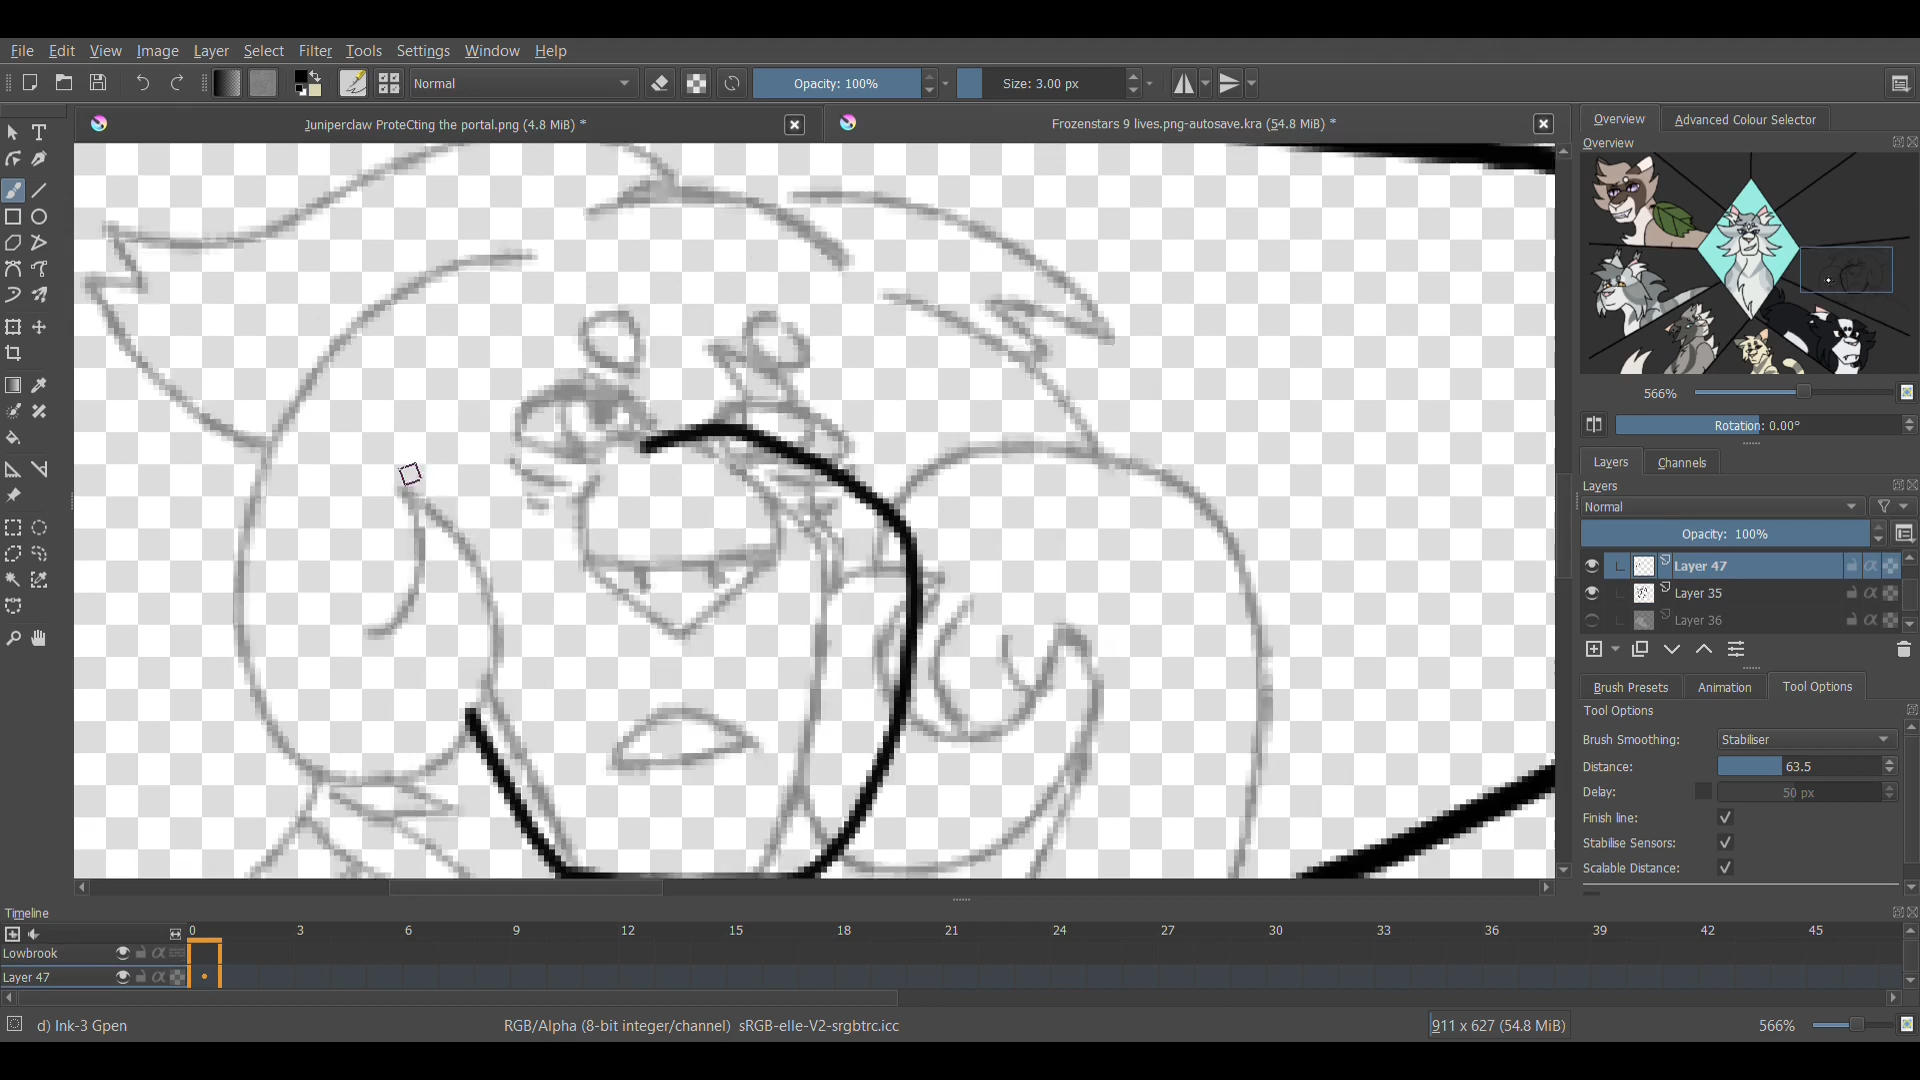 File Edit View Image Layer Select Filter Tools Settings Window Help
Normal Opacity: 100% Size: 3.00 px
Juniperclaw ProteCting the portal.png (4.8 MiB) *
Frozenstars 9 lives.png-autosave.kra (54.8 MiB) *
Overview Advanced Colour Selector
Overview
566%
Rotation: 0.00°
Layers Channels
Layers
Normal
Opacity: 100%
Layer 47
Layer 35
Layer 36
Brush Presets Animation Tool Options
Tool Options
Brush Smoothing: Stabiliser
Distance: 63.5
Delay: 50 px
Finish line:
Stabilise Sensors:
Scalable Distance:
Timeline
0 3 6 9 12 15 18 21 24 27 30 33 36 39 42 45
Lowbrook
Layer 47
d) Ink-3 Gpen RGB/Alpha (8-bit integer/channel) sRGB-elle-V2-srgbtrc.icc 911 x 627 (54.8 MiB) 566%